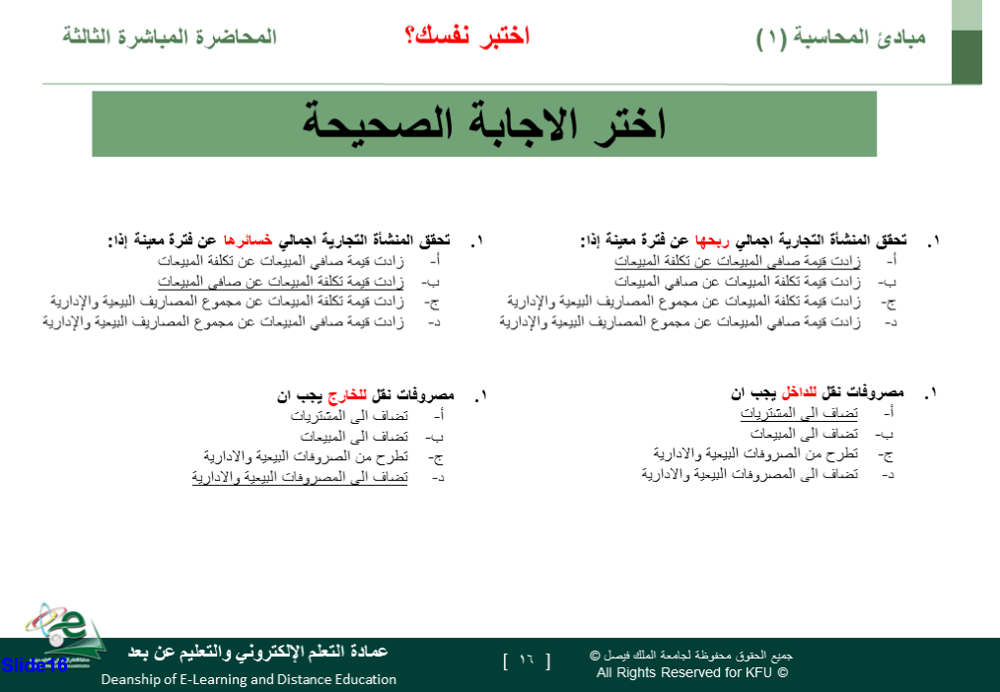 مبادئ المحاسبة (١)
اختبر نفسك؟
المحاضرة المباشرة الثالثة
اختر الاجابة الصحيحة
١. تحقق المنشأة التجارية اجمالي ربحها عن فترة معينة إذا:
أ- زادت قيمة صافي المبيعات عن تكلفة المبيعات
ب- زادت قيمة تكلفة المبيعات عن صافي المبيعات
ج- زادت قيمة تكلفة المبيعات عن مجموع المصاريف البيعية والإدارية
د- زادت قيمة صافي المبيعات عن مجموع المصاريف البيعية والإدارية
١. تحقق المنشأة التجارية اجمالي خسائرها عن فترة معينة إذا:
أ- زادت قيمة صافي المبيعات عن تكلفة المبيعات
ب- زادت قيمة تكلفة المبيعات عن صافي المبيعات
ج- زادت قيمة تكلفة المبيعات عن مجموع المصاريف البيعية والإدارية
د- زادت قيمة صافي المبيعات عن مجموع المصاريف البيعية والإدارية
١. مصروفات نقل للداخل يجب ان
أ- تضاف الى المشتريات
ب- تضاف الى المبيعات
ج- تطرح من الصروفات البيعية والادارية
د- تضاف الى المصروفات البيعية والادارية
١. مصروفات نقل للخارج يجب ان
أ- تضاف الى المشتريات
ب- تضاف الى المبيعات
ج- تطرح من الصروفات البيعية والادارية
د- تضاف الى المصروفات البيعية والادارية
جميع الحقوق محفوظة لجامعة الملك فيصل ©
All Rights Reserved for KFU ©
[ ١٦ ]
عمادة التعلم الإلكتروني والتعليم عن بعد
Deanship of E-Learning and Distance Education
Slide16